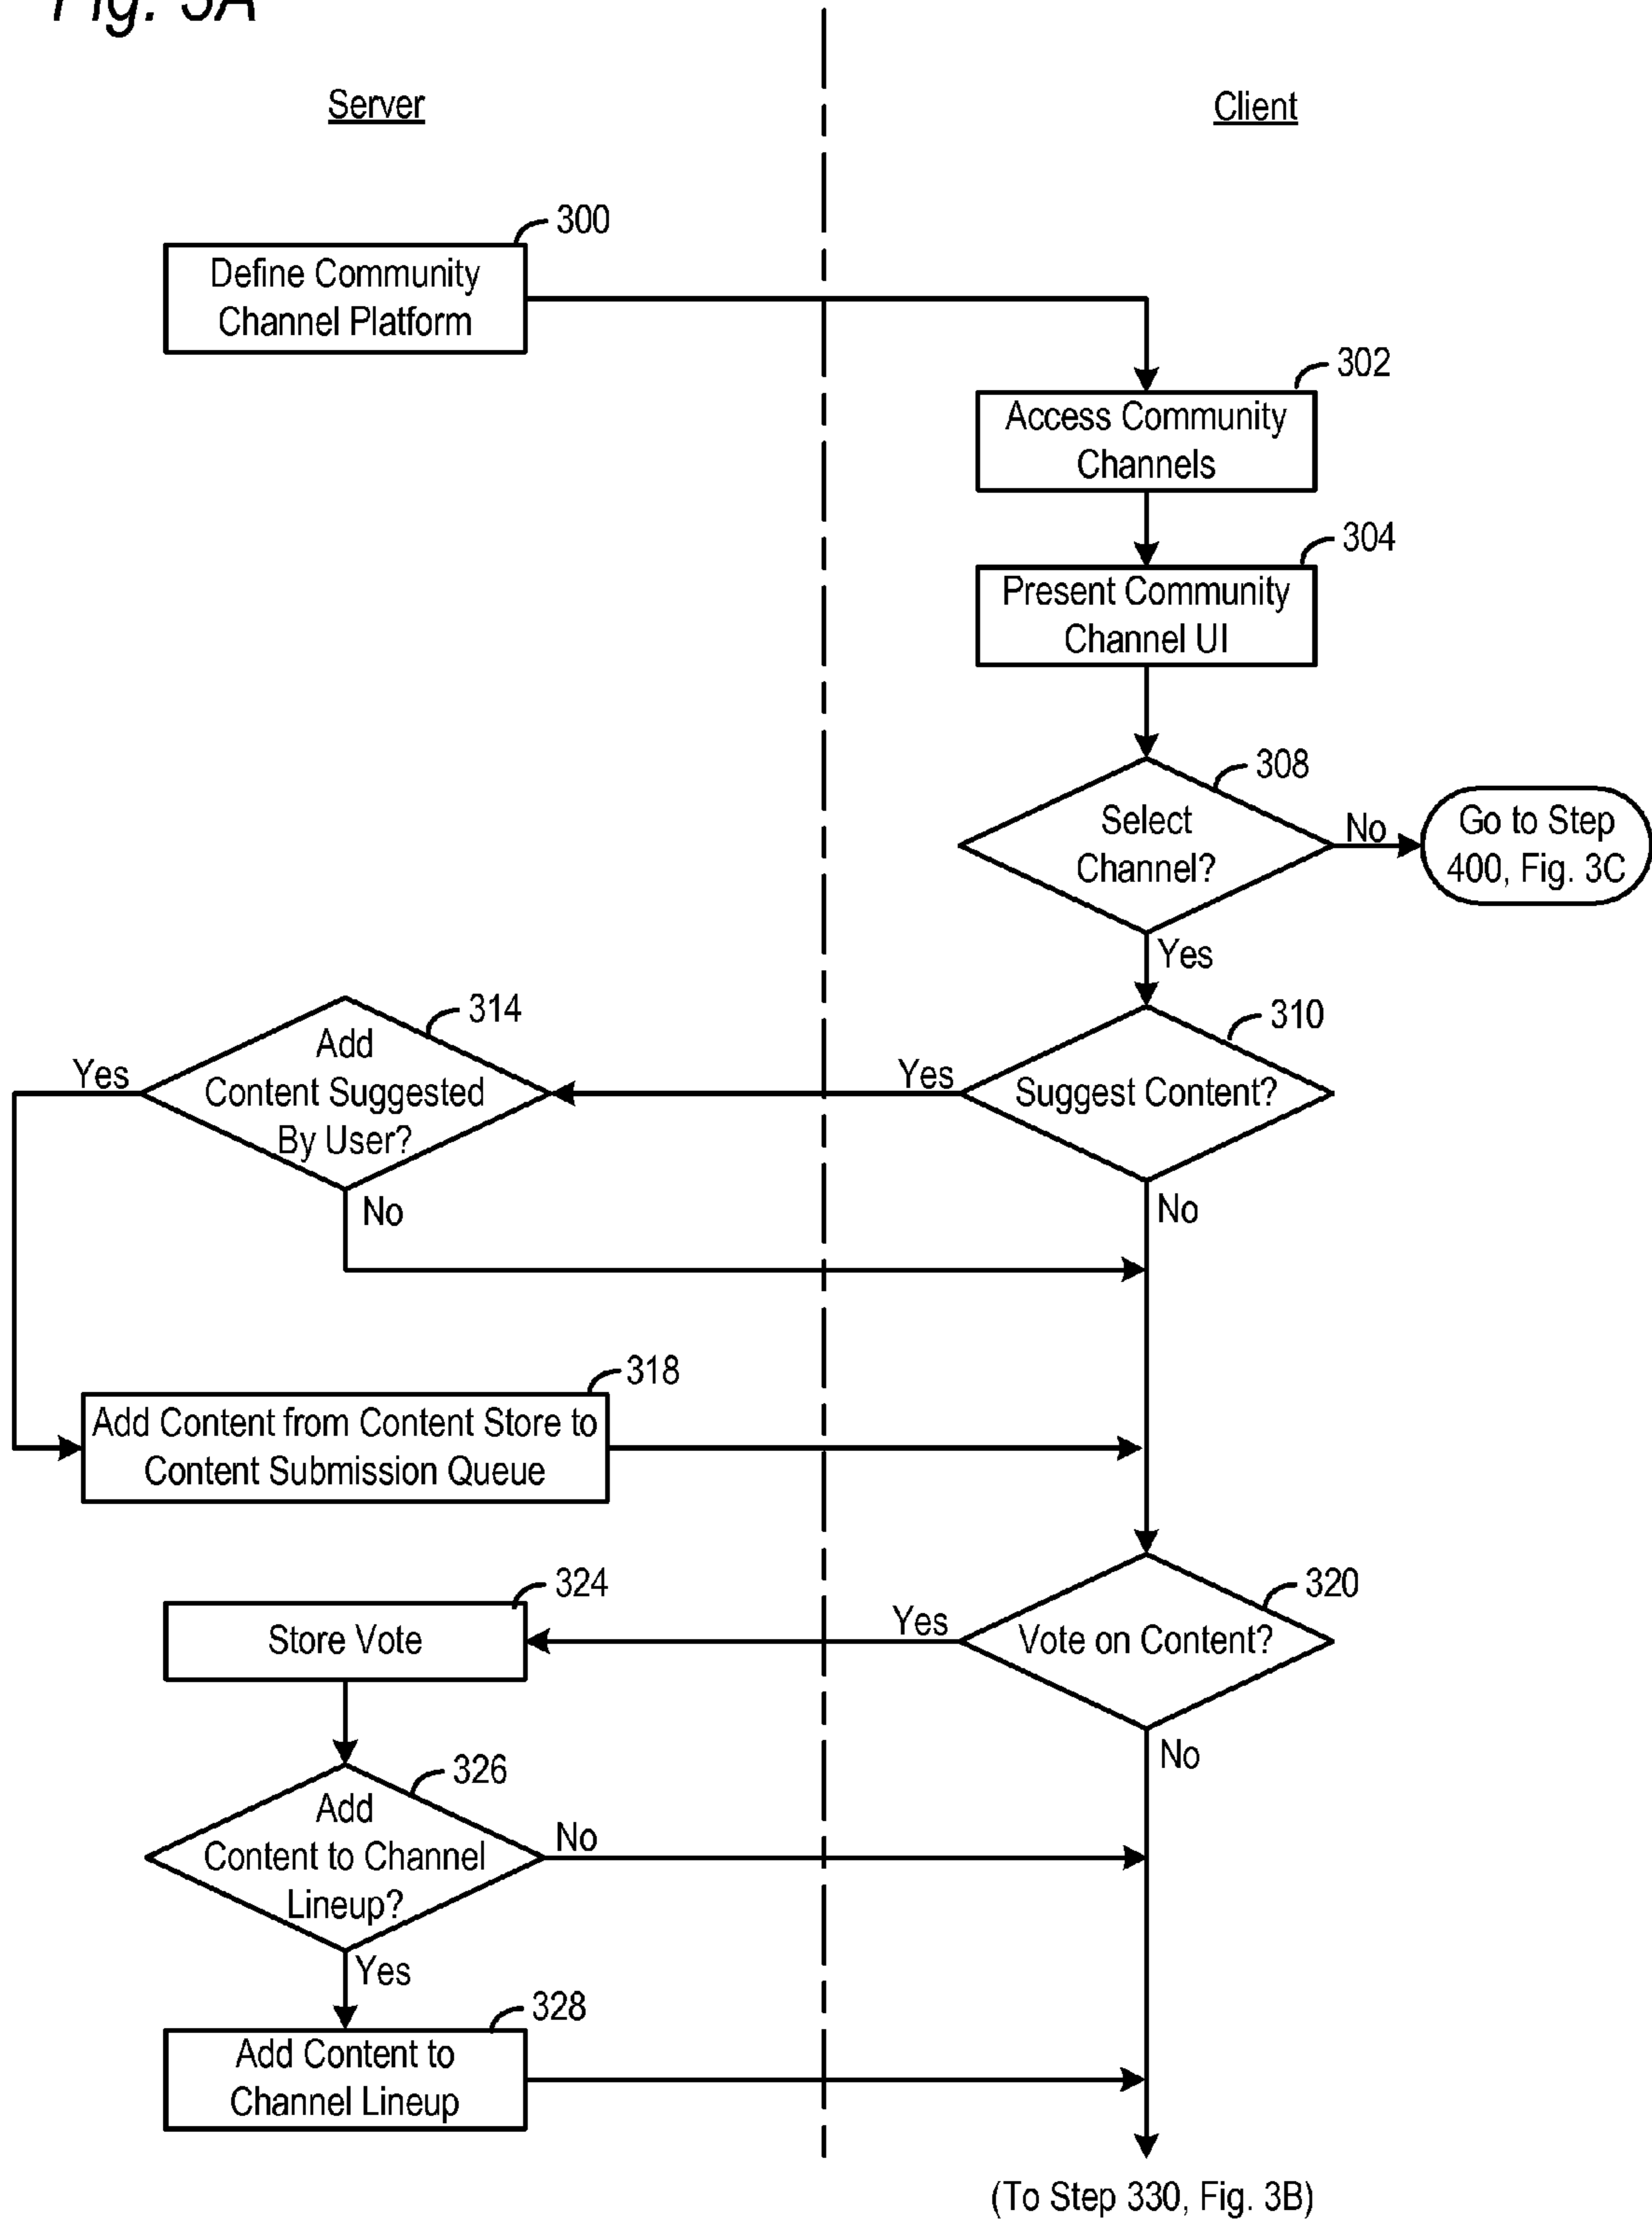 Fig. 3A
Server
Client
300
Define Community
Channel Platform
302
Access Community
Channels
304
Present Community
Channel UI
308
Select
Channel?
No
Go to Step
400, Fig. 3C
Yes
314
Add
Content Suggested
By User?
Yes
310
Suggest Content?
Yes
No
No
318
Add Content from Content Store to
Content Submission Queue
324
Store Vote
320
Vote on Content?
Yes
No
326
Add
Content to Channel
Lineup?
No
Yes
328
Add Content to
Channel Lineup
(To Step 330, Fig. 3B)